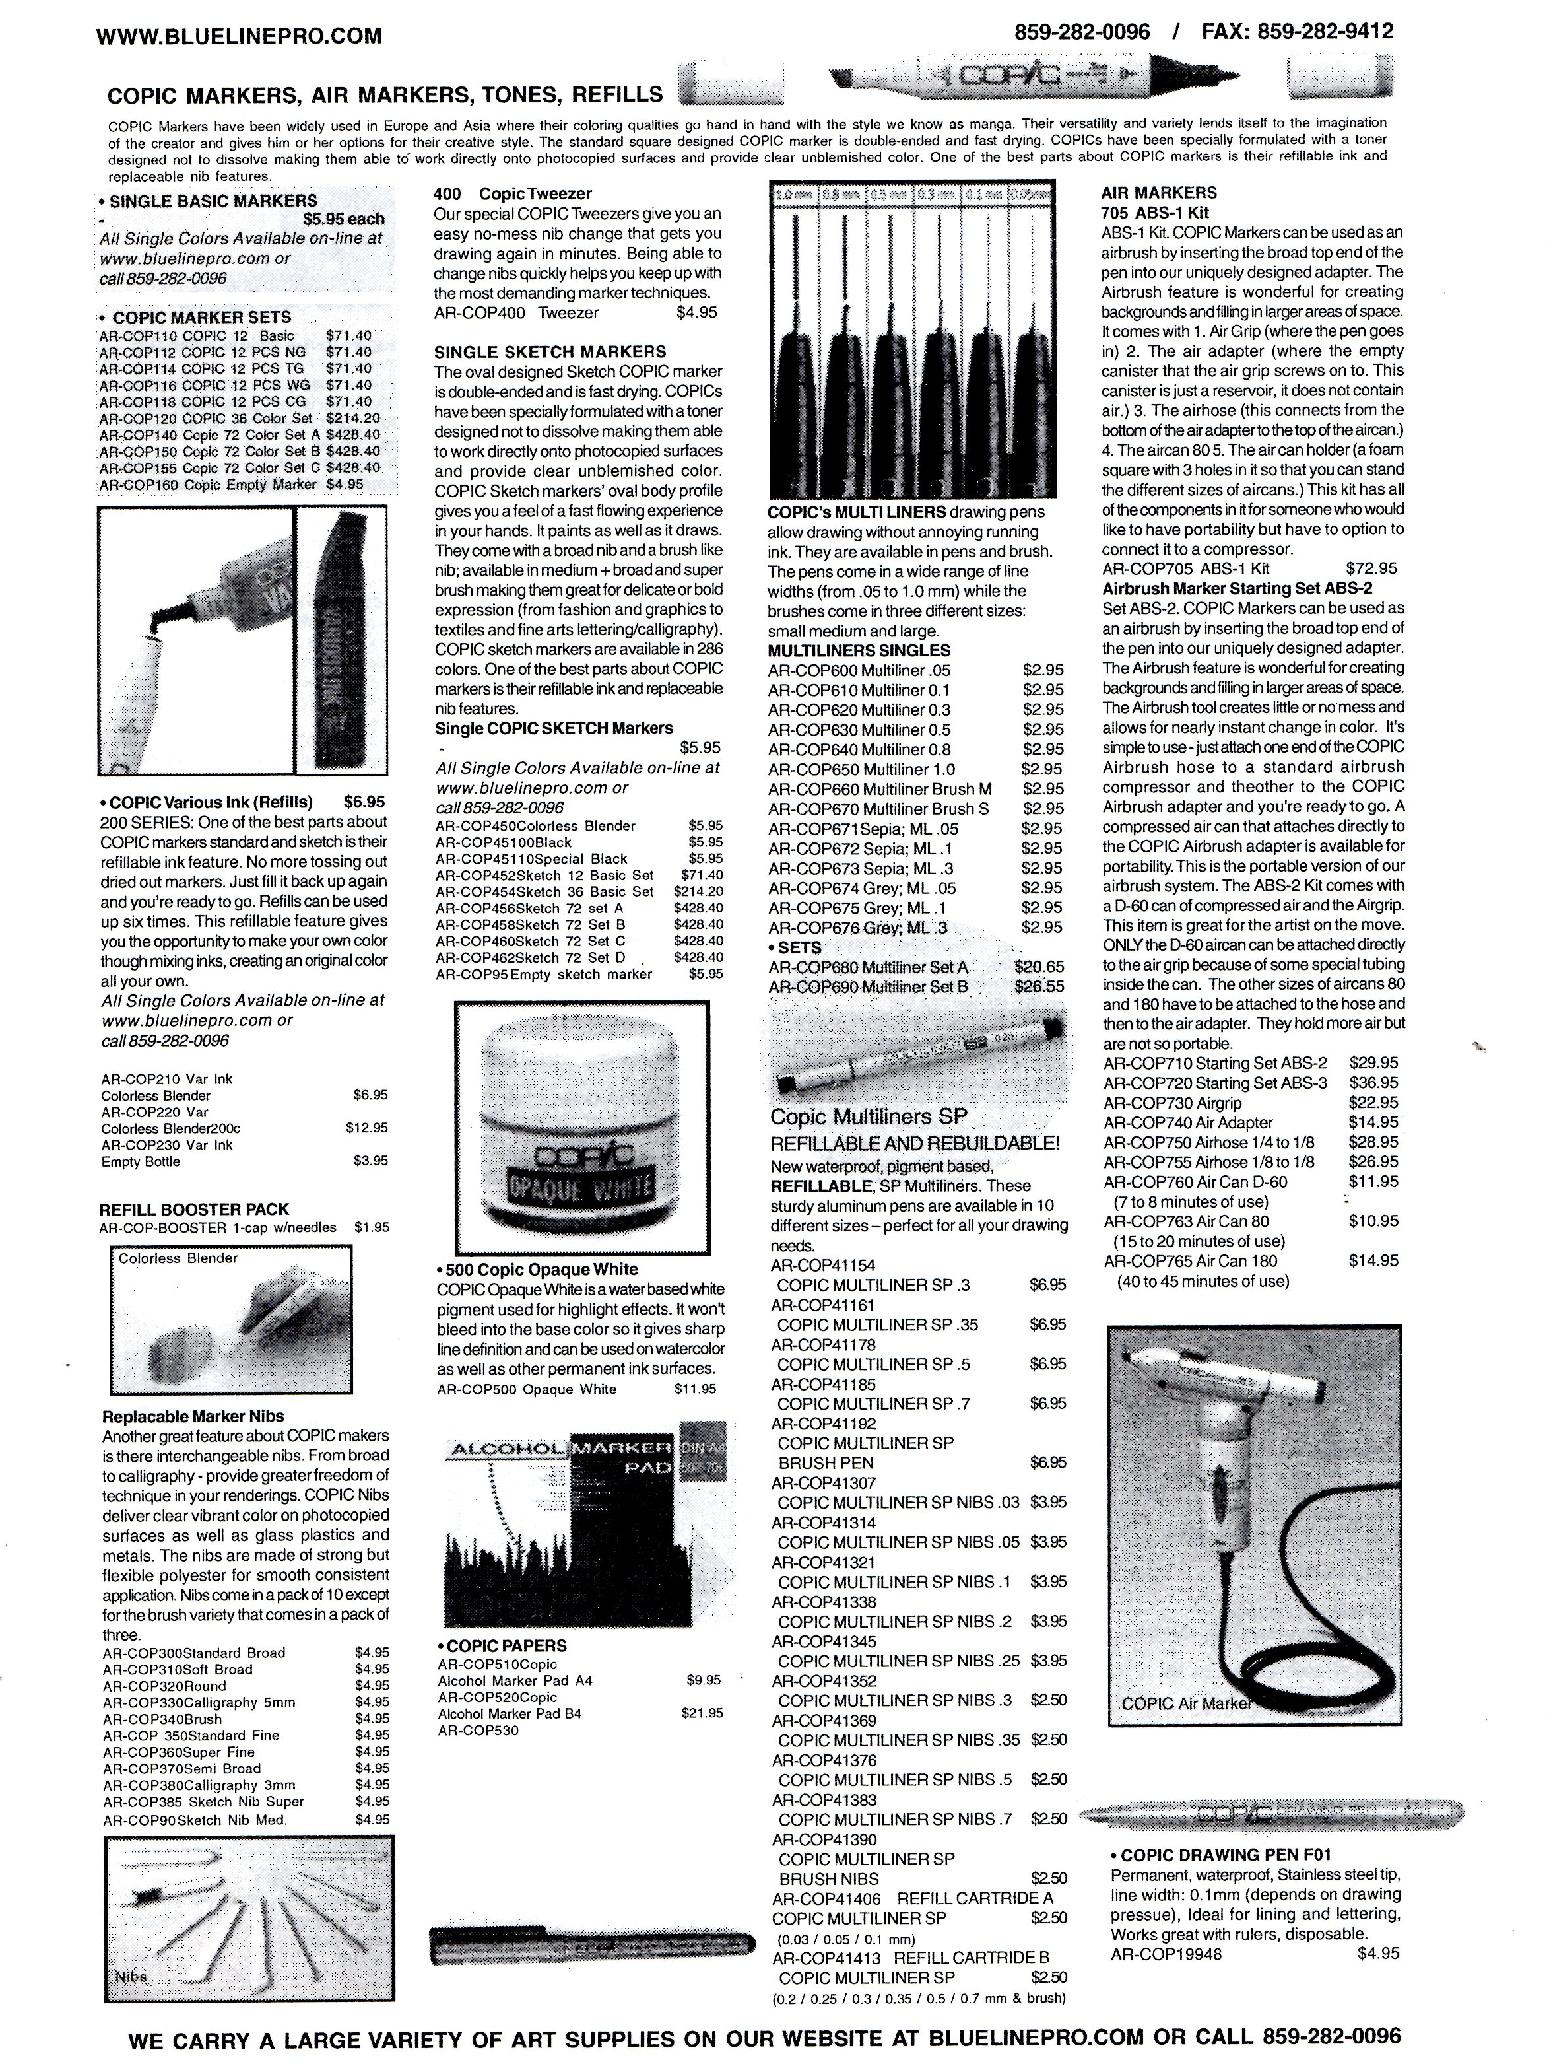 WWW.BLUELINEPRO.COM
859-282-0096 / FAX: 859-282-9412
COPIC
COPIC MARKERS, AIR MARKERS, TONES, REFILLS
COPIC Markers have been widely used in Europe and Asia where their coloring qualities go hand in hand with the style we know as manga. Their versatility and variety lends itself to the imagination
of the creator and gives him or her options for their creative style. The standard square designed COPIC marker is double-ended and fast drying. COPICs have been specially formulated with a toner
designed not to dissolve making them able to work directly onto photocopied surfaces and provide clear unblemished color. One of the best parts about COPIC markers is their refillable ink and
replaceable nib features.
• SINGLE BASIC MARKERS
- $5.95 each
All Single Colors Available on-line at
www.bluelinepro.com or
call 859-282-0096
• COPIC MARKER SETS
AR-COP110 COPIC 12 Basic $71.40
AR-COP112 COPIC 12 PCS NG $71.40
AR-COP114 COPIC 12 PCS TG $71.40
AR-COP116 COPIC 12 PCS WG $71.40
AR-COP118 COPIC 12 PCS CG $71.40
AR-COP120 COPIC 36 Color Set $214.20
AR-COP140 Copic 72 Color Set A $428.40
AR-COP150 Copic 72 Color Set B $428.40
AR-COP155 Copic 72 Color Set C $428.40
AR-COP160 Copic Empty Marker $4.95
• COPIC Various Ink (Refills) $6.95
200 SERIES: One of the best parts about
COPIC markers standard and sketch is their
refillable ink feature. No more tossing out
dried out markers. Just fill it back up again
and you're ready to go. Refills can be used
up six times. This refillable feature gives
you the opportunity to make your own color
though mixing inks, creating an original color
all your own.
All Single Colors Available on-line at
www.bluelinepro.com or
call 859-282-0096
AR-COP210 Var Ink
Colorless Blender $6.95
AR-COP220 Var
Colorless Blender200c $12.95
AR-COP230 Var Ink
Empty Bottle $3.95
REFILL BOOSTER PACK
AR-COP-BOOSTER 1-cap w/needles $1.95
Colorless Blender
Replacable Marker Nibs
Another great feature about COPIC makers
is there interchangeable nibs. From broad
to calligraphy - provide greater freedom of
technique in your renderings. COPIC Nibs
deliver clear vibrant color on photocopied
surfaces as well as glass plastics and
metals. The nibs are made of strong but
flexible polyester for smooth consistent
application. Nibs come in a pack of 10 except
for the brush variety that comes in a pack of
three.
AR-COP300Standard Broad $4.95
AR-COP310Soft Broad $4.95
AR-COP320Round $4.95
AR-COP330Calligraphy 5mm $4.95
AR-COP340Brush $4.95
AR-COP 350Standard Fine $4.95
AR-COP360Super Fine $4.95
AR-COP370Semi Broad $4.95
AR-COP380Calligraphy 3mm $4.95
AR-COP385 Sketch Nib Super $4.95
AR-COP90Sketch Nib Med. $4.95
Nibs
400 Copic Tweezer
Our special COPIC Tweezers give you an
easy no-mess nib change that gets you
drawing again in minutes. Being able to
change nibs quickly helps you keep up with
the most demanding marker techniques.
AR-COP400 Tweezer $4.95
SINGLE SKETCH MARKERS
The oval designed Sketch COPIC marker
is double-ended and is fast drying. COPICs
have been specially formulated with a toner
designed not to dissolve making them able
to work directly onto photocopied surfaces
and provide clear unblemished color.
COPIC Sketch markers' oval body profile
gives you a feel of a fast flowing experience
in your hands. It paints as well as it draws.
They come with a broad nib and a brush like
nib; available in medium + broad and super
brush making them great for delicate or bold
expression (from fashion and graphics to
textiles and fine arts lettering/calligraphy).
COPIC sketch markers are available in 286
colors. One of the best parts about COPIC
markers is their refillable ink and replaceable
nib features.
Single COPIC SKETCH Markers
- $5.95
All Single Colors Available on-line at
www.bluelinepro.com or
call 859-282-0096
AR-COP450Colorless Blender $5.95
AR-COP45100Black $5.95
AR-COP45110Special Black $5.95
AR-COP452Sketch 12 Basic Set $71.40
AR-COP454Sketch 36 Basic Set $214.20
AR-COP456Sketch 72 set A $428.40
AR-COP458Sketch 72 Set B $428.40
AR-COP460Sketch 72 Set C $428.40
AR-COP462Sketch 72 Set D $428.40
AR-COP95Empty sketch marker $5.95
COPIC
OPAQUE WHITE
• 500 Copic Opaque White
COPIC Opaque White is a water based white
pigment used for highlight effects. It won't
bleed into the base color so it gives sharp
line definition and can be used on watercolor
as well as other permanent ink surfaces.
AR-COP500 Opaque White $11.95
ALCOHOL MARKER
PAD
DIN A4
• COPIC PAPERS
AR-COP510Copic
Alcohol Marker Pad A4 $9.95
AR-COP520Copic
Alcohol Marker Pad B4 $21.95
AR-COP530
1.0 mm 0.8 mm 0.5 mm 0.3 mm 0.1 mm 0.05mm
COPIC's MULTI LINERS drawing pens
allow drawing without annoying running
ink. They are available in pens and brush.
The pens come in a wide range of line
widths (from .05 to 1.0 mm) while the
brushes come in three different sizes:
small medium and large.
MULTILINERS SINGLES
AR-COP600 Multiliner .05 $2.95
AR-COP610 Multiliner 0.1 $2.95
AR-COP620 Multiliner 0.3 $2.95
AR-COP630 Multiliner 0.5 $2.95
AR-COP640 Multiliner 0.8 $2.95
AR-COP650 Multiliner 1.0 $2.95
AR-COP660 Multiliner Brush M $2.95
AR-COP670 Multiliner Brush S $2.95
AR-COP671 Sepia; ML .05 $2.95
AR-COP672 Sepia; ML .1 $2.95
AR-COP673 Sepia; ML .3 $2.95
AR-COP674 Grey; ML .05 $2.95
AR-COP675 Grey; ML .1 $2.95
AR-COP676 Grey; ML .3 $2.95
• SETS
AR-COP680 Multiliner Set A $20.65
AR-COP690 Multiliner Set B $26.55
SP
Copic Multiliners SP
REFILLABLE AND REBUILDABLE!
New waterproof, pigment based,
REFILLABLE, SP Multiliners. These
sturdy aluminum pens are available in 10
different sizes – perfect for all your drawing
needs.
AR-COP41154
COPIC MULTILINER SP .3 $6.95
AR-COP41161
COPIC MULTILINER SP .35 $6.95
AR-COP41178
COPIC MULTILINER SP .5 $6.95
AR-COP41185
COPIC MULTILINER SP .7 $6.95
AR-COP41192
COPIC MULTILINER SP
BRUSH PEN $6.95
AR-COP41307
COPIC MULTILINER SP NIBS .03 $3.95
AR-COP41314
COPIC MULTILINER SP NIBS .05 $3.95
AR-COP41321
COPIC MULTILINER SP NIBS .1 $3.95
AR-COP41338
COPIC MULTILINER SP NIBS .2 $3.95
AR-COP41345
COPIC MULTILINER SP NIBS .25 $3.95
AR-COP41352
COPIC MULTILINER SP NIBS .3 $2.50
AR-COP41369
COPIC MULTILINER SP NIBS .35 $2.50
AR-COP41376
COPIC MULTILINER SP NIBS .5 $2.50
AR-COP41383
COPIC MULTILINER SP NIBS .7 $2.50
AR-COP41390
COPIC MULTILINER SP
BRUSH NIBS $2.50
AR-COP41406 REFILL CARTRIDE A
COPIC MULTILINER SP $2.50
(0.03 / 0.05 / 0.1 mm)
AR-COP41413 REFILL CARTRIDE B
COPIC MULTILINER SP $2.50
(0.2 / 0.25 / 0.3 / 0.35 / 0.5 / 0.7 mm & brush)
AIR MARKERS
705 ABS-1 Kit
ABS-1 Kit. COPIC Markers can be used as an
airbrush by inserting the broad top end of the
pen into our uniquely designed adapter. The
Airbrush feature is wonderful for creating
backgrounds and filling in larger areas of space.
It comes with 1. Air Grip (where the pen goes
in) 2. The air adapter (where the empty
canister that the air grip screws on to. This
canister is just a reservoir, it does not contain
air.) 3. The airhose (this connects from the
bottom of the air adapter to the top of the aircan.)
4. The aircan 80 5. The air can holder (a foam
square with 3 holes in it so that you can stand
the different sizes of aircans.) This kit has all
of the components in it for someone who would
like to have portability but have to option to
connect it to a compressor.
AR-COP705 ABS-1 Kit $72.95
Airbrush Marker Starting Set ABS-2
Set ABS-2. COPIC Markers can be used as
an airbrush by inserting the broad top end of
the pen into our uniquely designed adapter.
The Airbrush feature is wonderful for creating
backgrounds and filling in larger areas of space.
The Airbrush tool creates little or no mess and
allows for nearly instant change in color. It's
simple to use - just attach one end of the COPIC
Airbrush hose to a standard airbrush
compressor and theother to the COPIC
Airbrush adapter and you're ready to go. A
compressed air can that attaches directly to
the COPIC Airbrush adapter is available for
portability. This is the portable version of our
airbrush system. The ABS-2 Kit comes with
a D-60 can of compressed air and the Airgrip.
This item is great for the artist on the move.
ONLY the D-60 aircan can be attached directly
to the air grip because of some special tubing
inside the can. The other sizes of aircans 80
and 180 have to be attached to the hose and
then to the air adapter. They hold more air but
are not so portable.
AR-COP710 Starting Set ABS-2 $29.95
AR-COP720 Starting Set ABS-3 $36.95
AR-COP730 Airgrip $22.95
AR-COP740 Air Adapter $14.95
AR-COP750 Airhose 1/4 to 1/8 $28.95
AR-COP755 Airhose 1/8 to 1/8 $26.95
AR-COP760 Air Can D-60 $11.95
(7 to 8 minutes of use)
AR-COP763 Air Can 80 $10.95
(15 to 20 minutes of use)
AR-COP765 Air Can 180 $14.95
(40 to 45 minutes of use)
COPIC Air Marker
COPIC
• COPIC DRAWING PEN F01
Permanent, waterproof, Stainless steel tip,
line width: 0.1mm (depends on drawing
pressue), Ideal for lining and lettering,
Works great with rulers, disposable.
AR-COP19948 $4.95
WE CARRY A LARGE VARIETY OF ART SUPPLIES ON OUR WEBSITE AT BLUELINEPRO.COM OR CALL 859-282-0096